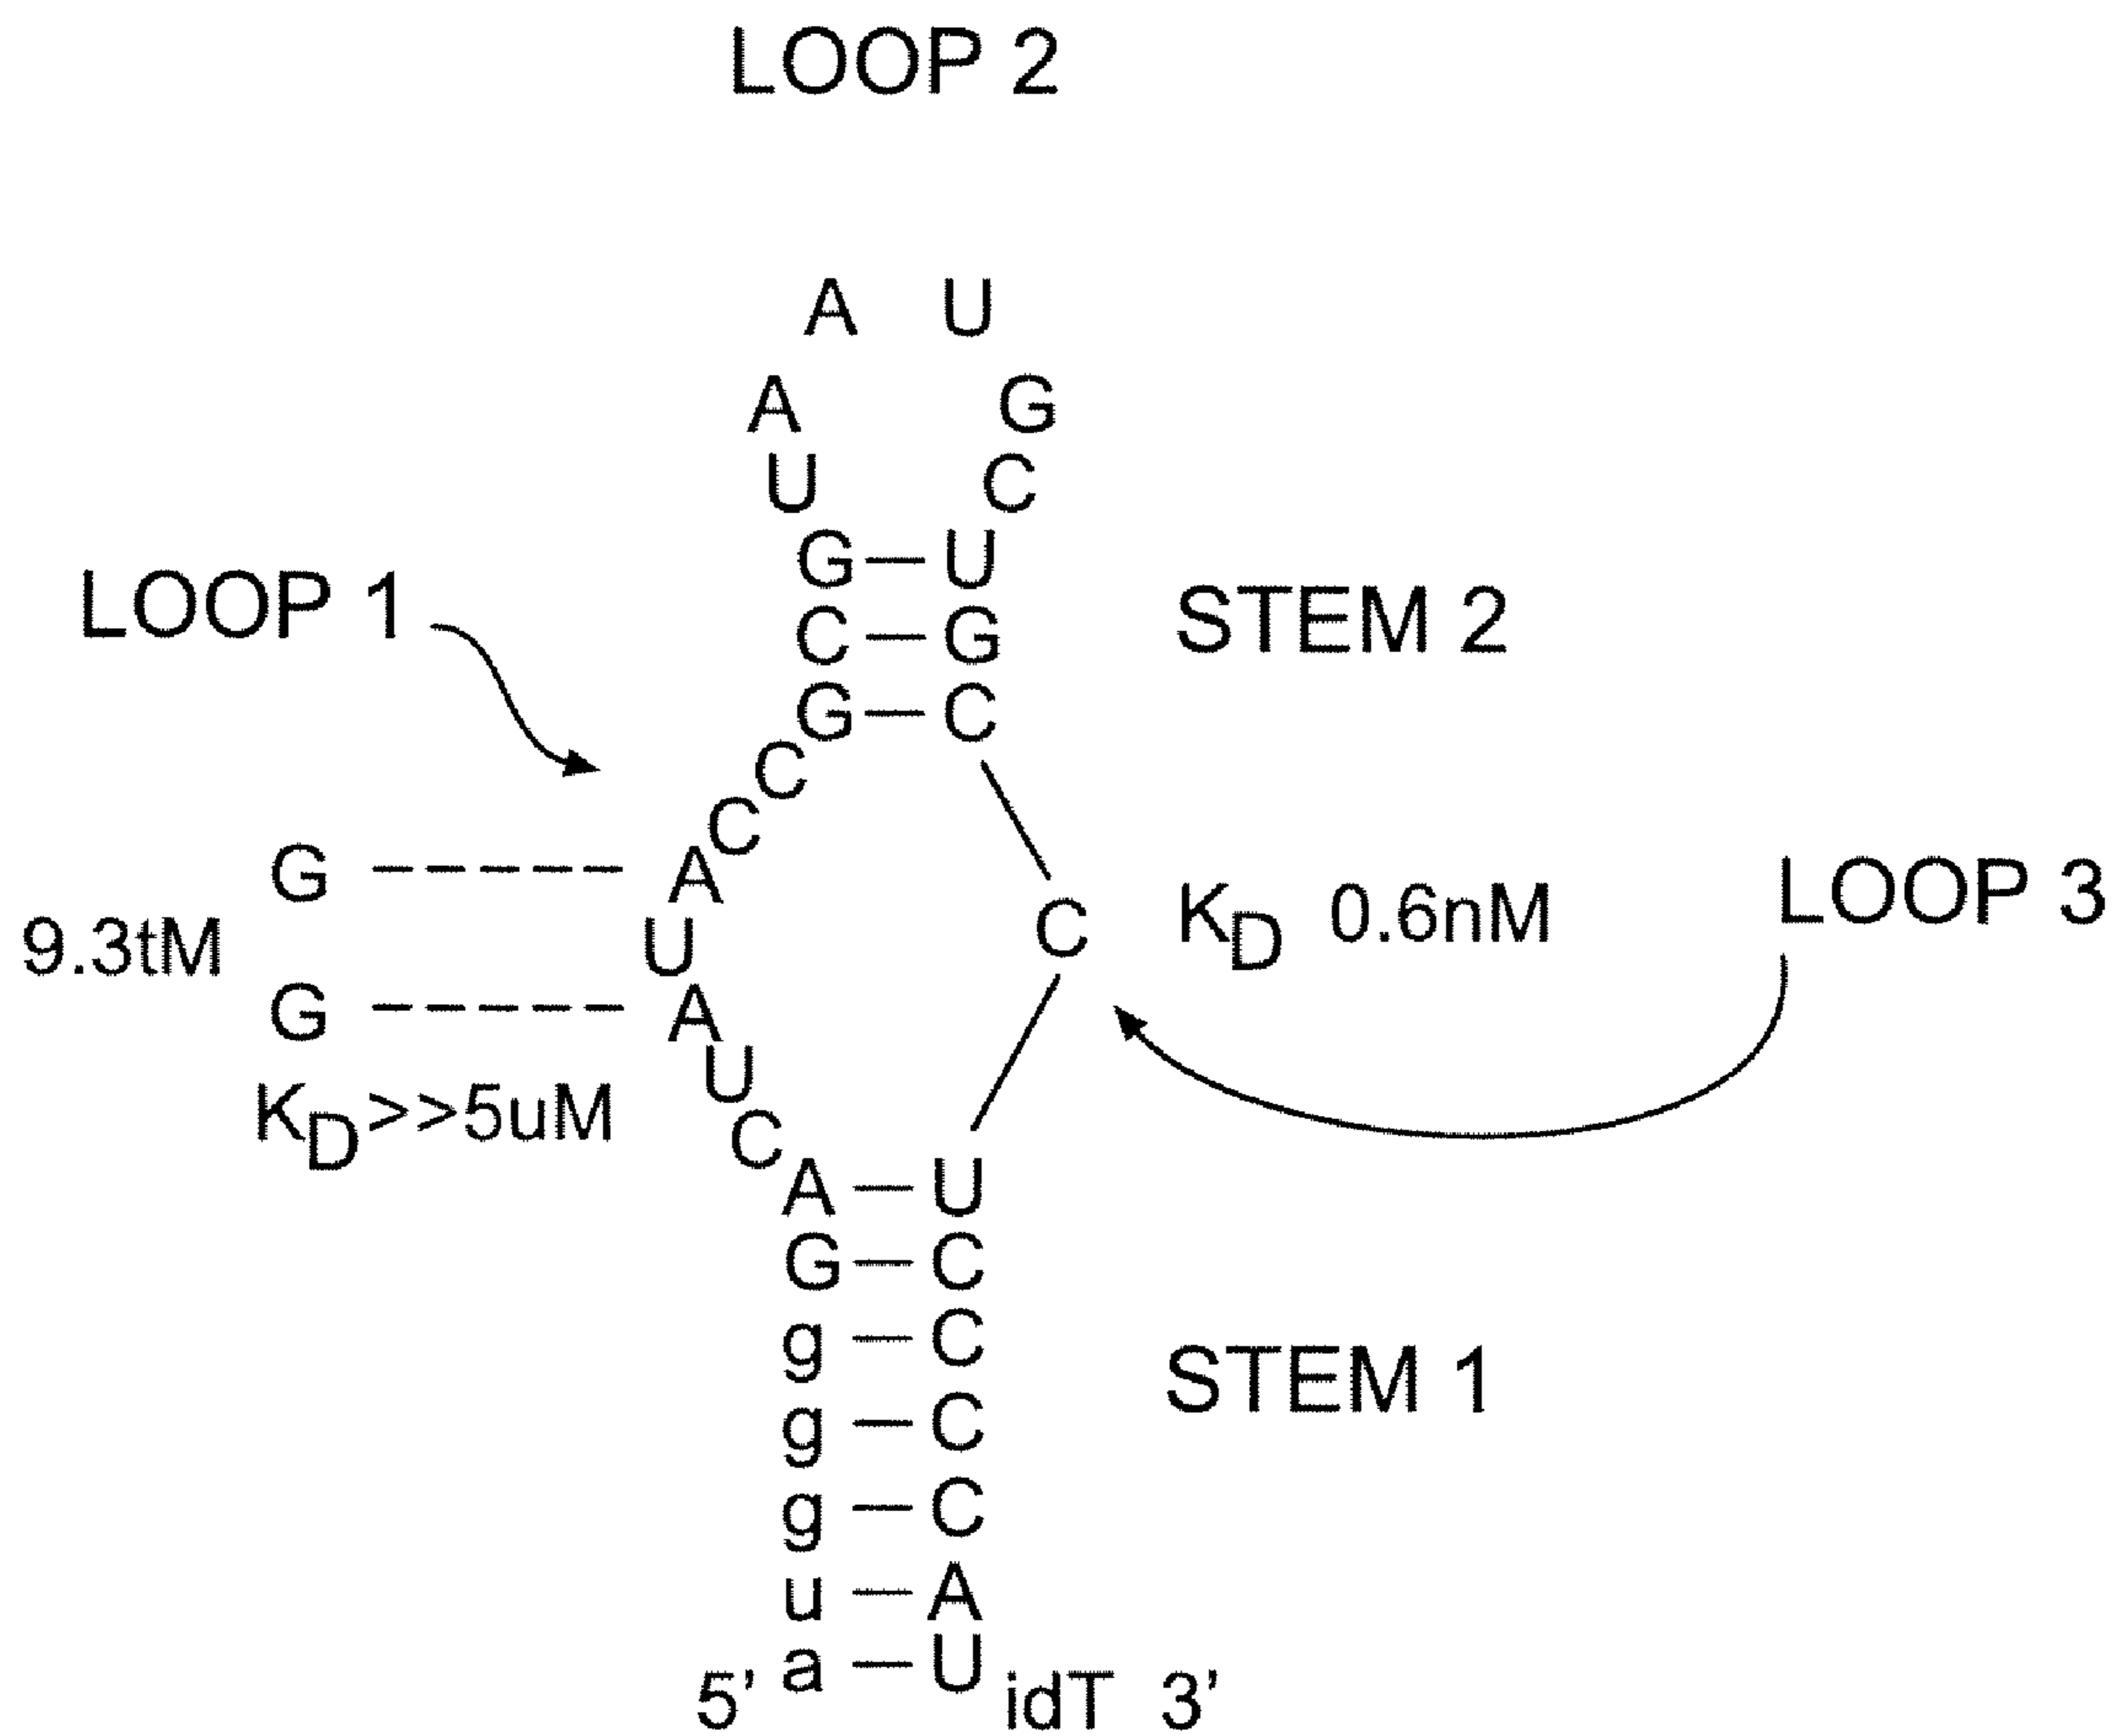 LOOP 2
A U
A G
U C
G U
LOOP 1
C G
STEM 2
G C
C
C
G A
U
C
KD 0.6nM
LOOP 3
9.3tM
G A
U
KD>>5uM
C
A U
G C
g C
STEM 1
g C
g C
u A
5' a U idT 3'